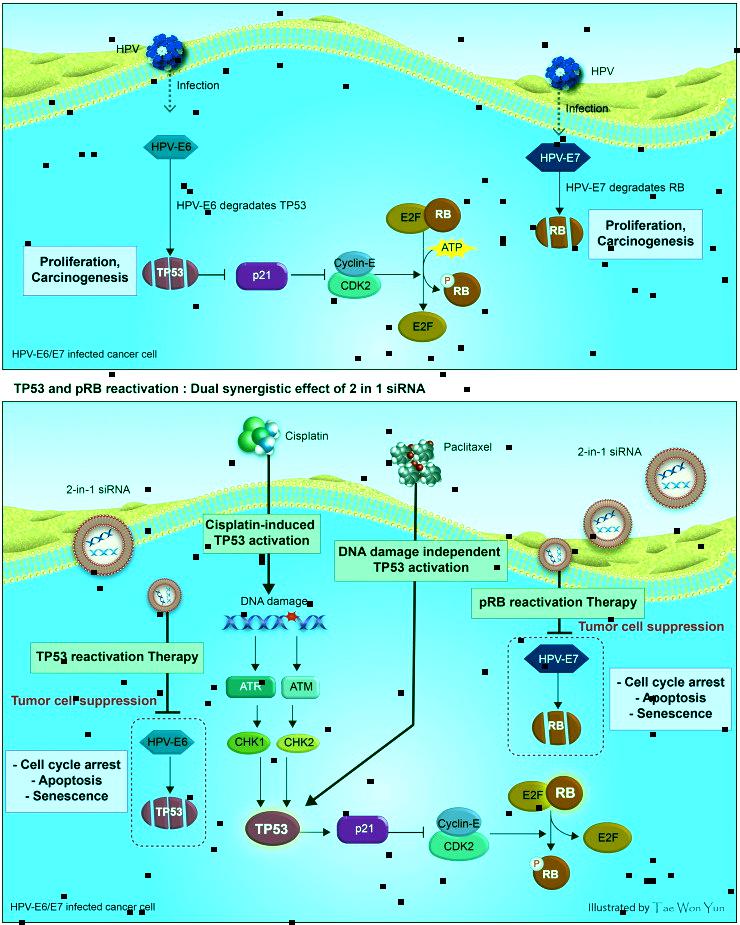 HPV
Infection
HPV
Infection
HPV-E6
HPV-E7
HPV-E6 degradates TP53
HPV-E7 degradates RB
E2F
RB
RB
Proliferation,
Carcinogenesis
ATP
Proliferation,
Carcinogenesis
TP53
p21
Cyclin-E
CDK2
P
RB
E2F
HPV-E6/E7 infected cancer cell
TP53 and pRB reactivation : Dual synergistic effect of 2 in 1 siRNA
Cisplatin
Paclitaxel
2-in-1 siRNA
2-in-1 siRNA
Cisplatin-induced
TP53 activation
DNA damage independent
TP53 activation
DNA damage
pRB reactivation Therapy
Tumor cell suppression
TP53 reactivation Therapy
HPV-E7
ATR
ATM
- Cell cycle arrest
- Apoptosis
- Senescence
Tumor cell suppression
RB
HPV-E6
CHK1
CHK2
- Cell cycle arrest
- Apoptosis
- Senescence
TP53
TP53
p21
Cyclin-E
CDK2
E2F
RB
E2F
P
RB
HPV-E6/E7 infected cancer cell
Illustrated by Tae Won Yun